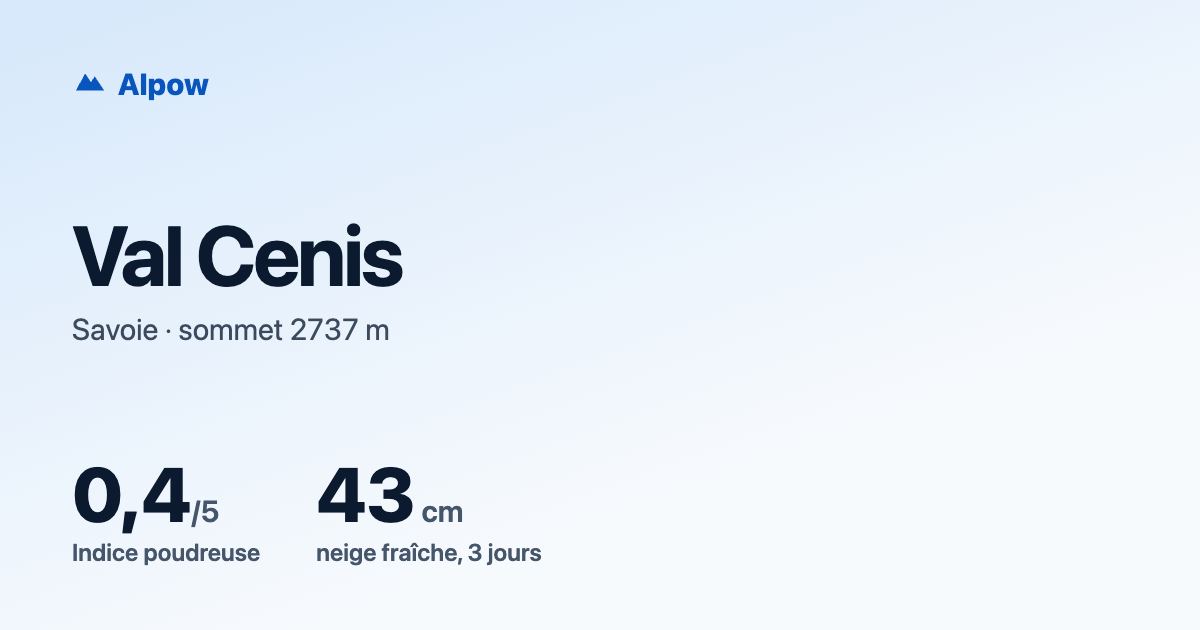 Alpow
Val Cenis
Savoie · sommet 2737 m
0,4/5
Indice poudreuse
43 cm
neige fraîche, 3 jours